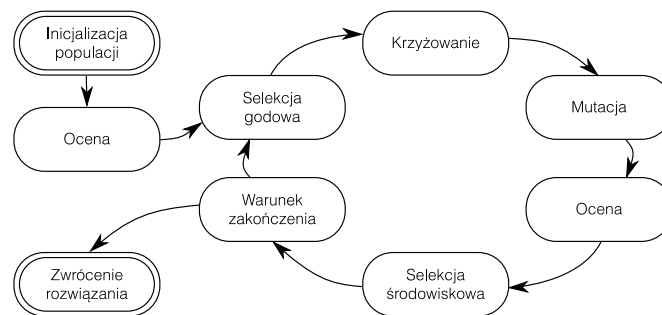 Inicjalizacja
populacji
Ocena
Selekcja
godowa
Krzyżowanie
Mutacja
Ocena
Selekcja
środowiskowa
Warunek
zakończenia
Zwrócenie
rozwiązania